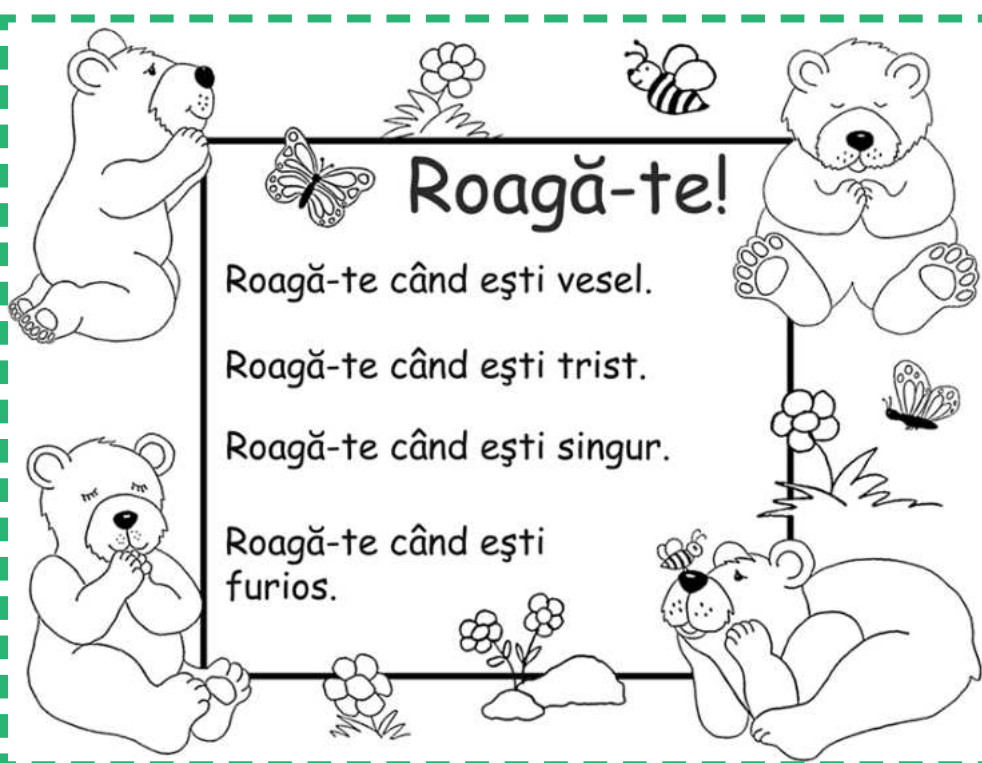 Roagă-te!
Roagă-te când eşti vesel.
Roagă-te când eşti trist.
Roagă-te când eşti singur.
Roagă-te când eşti
furios.